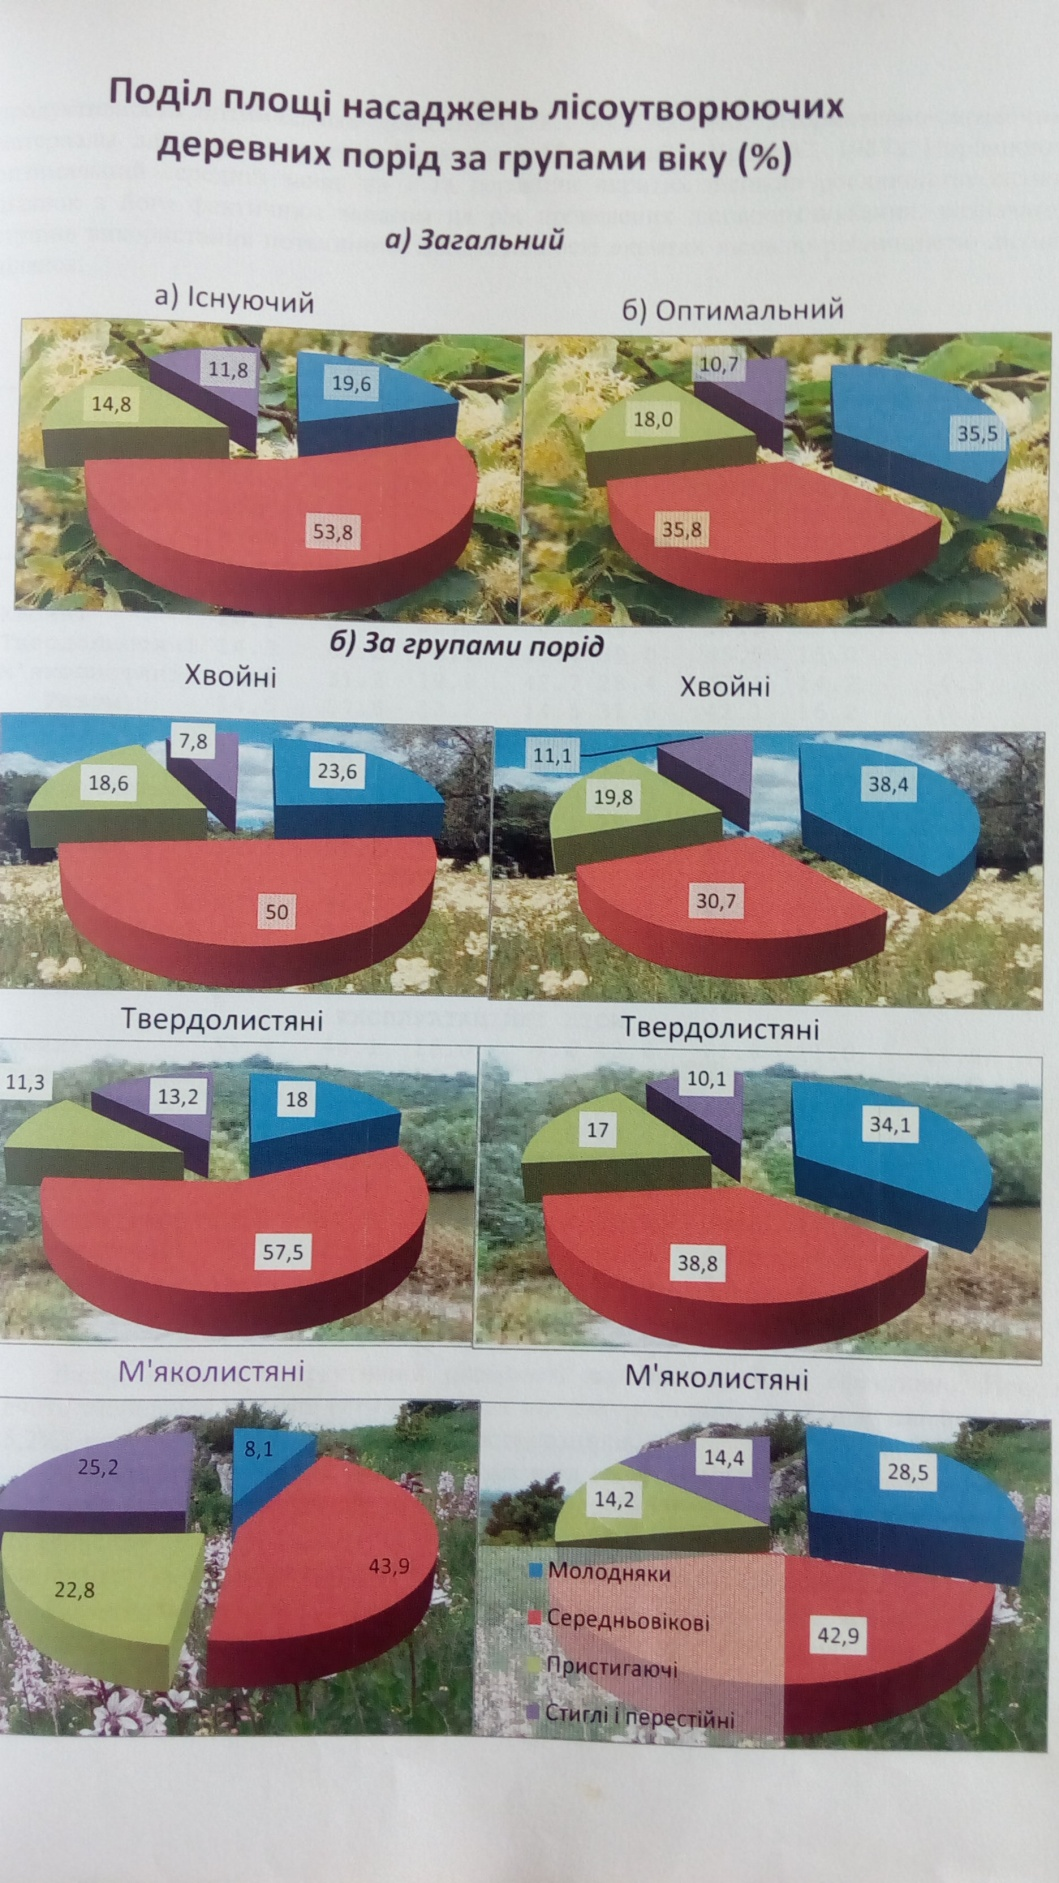 Поділ площі насаджень лісоутворюючих
деревних порід за групами віку (%)
а) Загальний
а) Існуючий
б) Оптимальний
11,8
19,6
14,8
53,8
10,7
35,5
18,0
35,8
б) За групами порід
Хвойні
Хвойні
7,8
23,6
18,6
50
11,1
38,4
19,8
30,7
Твердолистяні
Твердолистяні
11,3
13,2
18
57,5
10,1
34,1
17
38,8
М'яколистяні
М'яколистяні
25,2
8,1
43,9
22,8
14,4
28,5
14,2
42,9
Молодняки
Середньовікові
Пристигаючі
Стиглі і перестійні